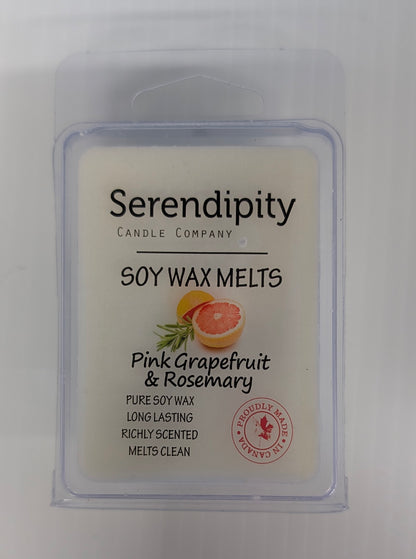 Serendipity
CANDLE COMPANY
SOY WAX MELTS
Pink Grapefruit
& Rosemary
PURE SOY WAX
LONG LASTING
RICHLY SCENTED
MELTS CLEAN
• PROUDLY MADE •
IN CANADA